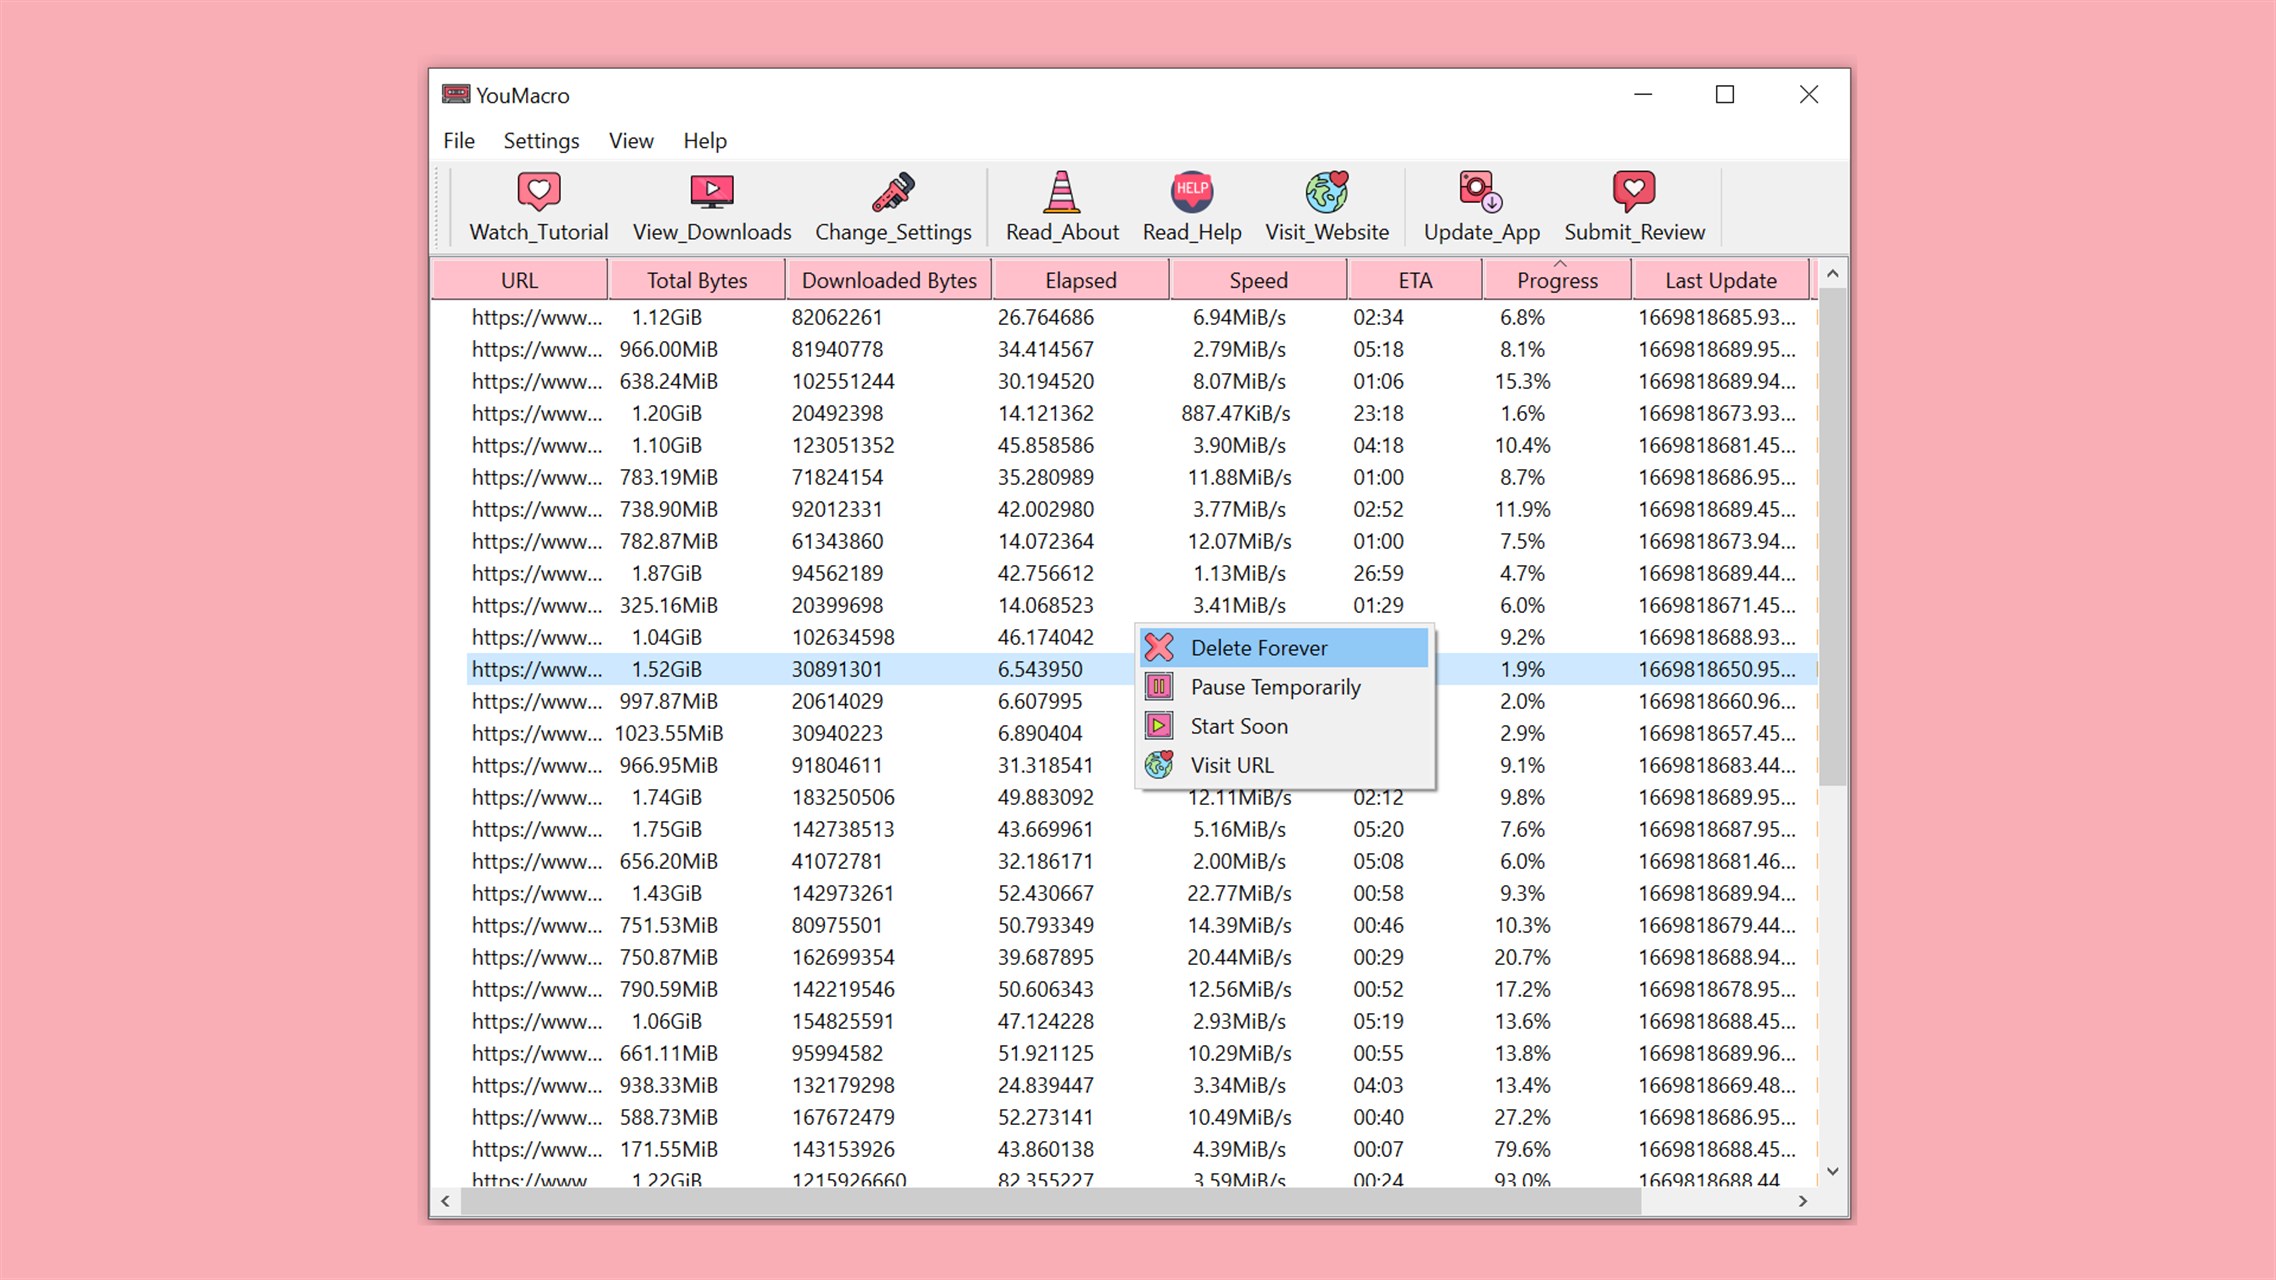 YouMacro
File Settings View Help
HELP
Watch_Tutorial View_Downloads Change_Settings Read_About Read_Help Visit_Website Update_App Submit_Review
URL Total Bytes Downloaded Bytes Elapsed Speed ETA Progress Last Update
https://www... 1.12GiB 82062261 26.764686 6.94MiB/s 02:34 6.8% 1669818685.93...
https://www... 966.00MiB 81940778 34.414567 2.79MiB/s 05:18 8.1% 1669818689.95...
https://www... 638.24MiB 102551244 30.194520 8.07MiB/s 01:06 15.3% 1669818689.94...
https://www... 1.20GiB 20492398 14.121362 887.47KiB/s 23:18 1.6% 1669818673.93...
https://www... 1.10GiB 123051352 45.858586 3.90MiB/s 04:18 10.4% 1669818681.45...
https://www... 783.19MiB 71824154 35.280989 11.88MiB/s 01:00 8.7% 1669818686.95...
https://www... 738.90MiB 92012331 42.002980 3.77MiB/s 02:52 11.9% 1669818689.45...
https://www... 782.87MiB 61343860 14.072364 12.07MiB/s 01:00 7.5% 1669818673.94...
https://www... 1.87GiB 94562189 42.756612 1.13MiB/s 26:59 4.7% 1669818689.44...
https://www... 325.16MiB 20399698 14.068523 3.41MiB/s 01:29 6.0% 1669818671.45...
https://www... 1.04GiB 102634598 46.174042 9.2% 1669818688.93...
https://www... 1.52GiB 30891301 6.543950 1.9% 1669818650.95...
https://www... 997.87MiB 20614029 6.607995 2.0% 1669818660.96...
https://www... 1023.55MiB 30940223 6.890404 2.9% 1669818657.45...
https://www... 966.95MiB 91804611 31.318541 9.1% 1669818683.44...
Delete Forever
Pause Temporarily
Start Soon
Visit URL
https://www... 1.74GiB 183250506 49.883092 12.11MiB/s 02:12 9.8% 1669818689.95...
https://www... 1.75GiB 142738513 43.669961 5.16MiB/s 05:20 7.6% 1669818687.95...
https://www... 656.20MiB 41072781 32.186171 2.00MiB/s 05:08 6.0% 1669818681.46...
https://www... 1.43GiB 142973261 52.430667 22.77MiB/s 00:58 9.3% 1669818689.94...
https://www... 751.53MiB 80975501 50.793349 14.39MiB/s 00:46 10.3% 1669818679.44...
https://www... 750.87MiB 162699354 39.687895 20.44MiB/s 00:29 20.7% 1669818688.94...
https://www... 790.59MiB 142219546 50.606343 12.56MiB/s 00:52 17.2% 1669818678.95...
https://www... 1.06GiB 154825591 47.124228 2.93MiB/s 05:19 13.6% 1669818688.45...
https://www... 661.11MiB 95994582 51.921125 10.29MiB/s 00:55 13.8% 1669818689.96...
https://www... 938.33MiB 132179298 24.839447 3.34MiB/s 04:03 13.4% 1669818669.48...
https://www... 588.73MiB 167672479 52.273141 10.49MiB/s 00:40 27.2% 1669818686.95...
https://www... 171.55MiB 143153926 43.860138 4.39MiB/s 00:07 79.6% 1669818688.45...
https://www... 1.22GiB 1215926660 82.355227 3.59MiB/s 00:24 93.0% 1669818688.44...